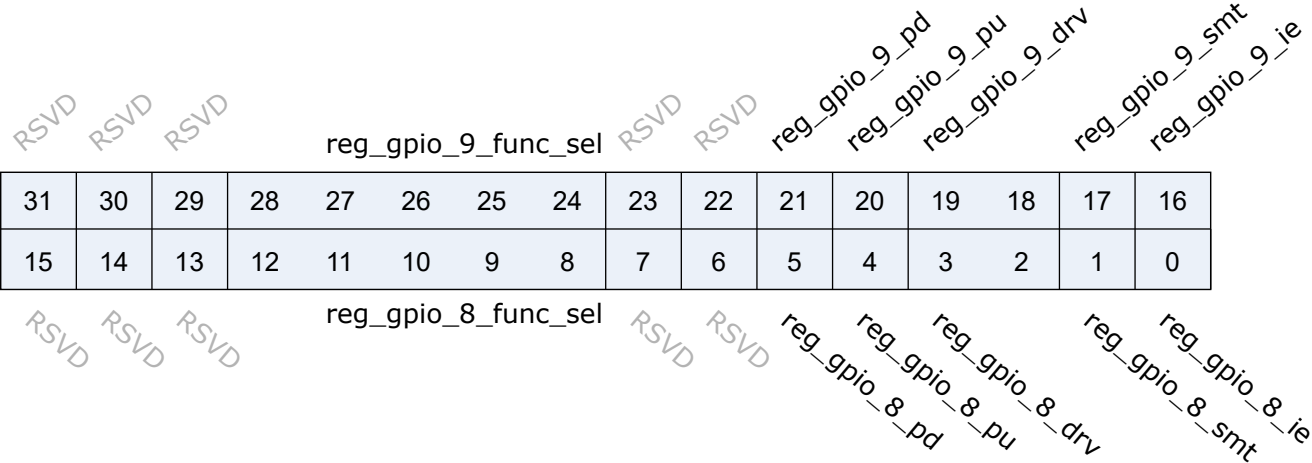 RSVD RSVD RSVD reg_gpio_9_func_sel RSVD RSVD reg_gpio_9_pd reg_gpio_9_pu reg_gpio_9_drv reg_gpio_9_smt reg_gpio_9_ie
31 30 29 28 27 26 25 24 23 22 21 20 19 18 17 16
15 14 13 12 11 10 9 8 7 6 5 4 3 2 1 0
RSVD RSVD RSVD reg_gpio_8_func_sel RSVD RSVD reg_gpio_8_pd reg_gpio_8_pu reg_gpio_8_drv reg_gpio_8_smt reg_gpio_8_ie